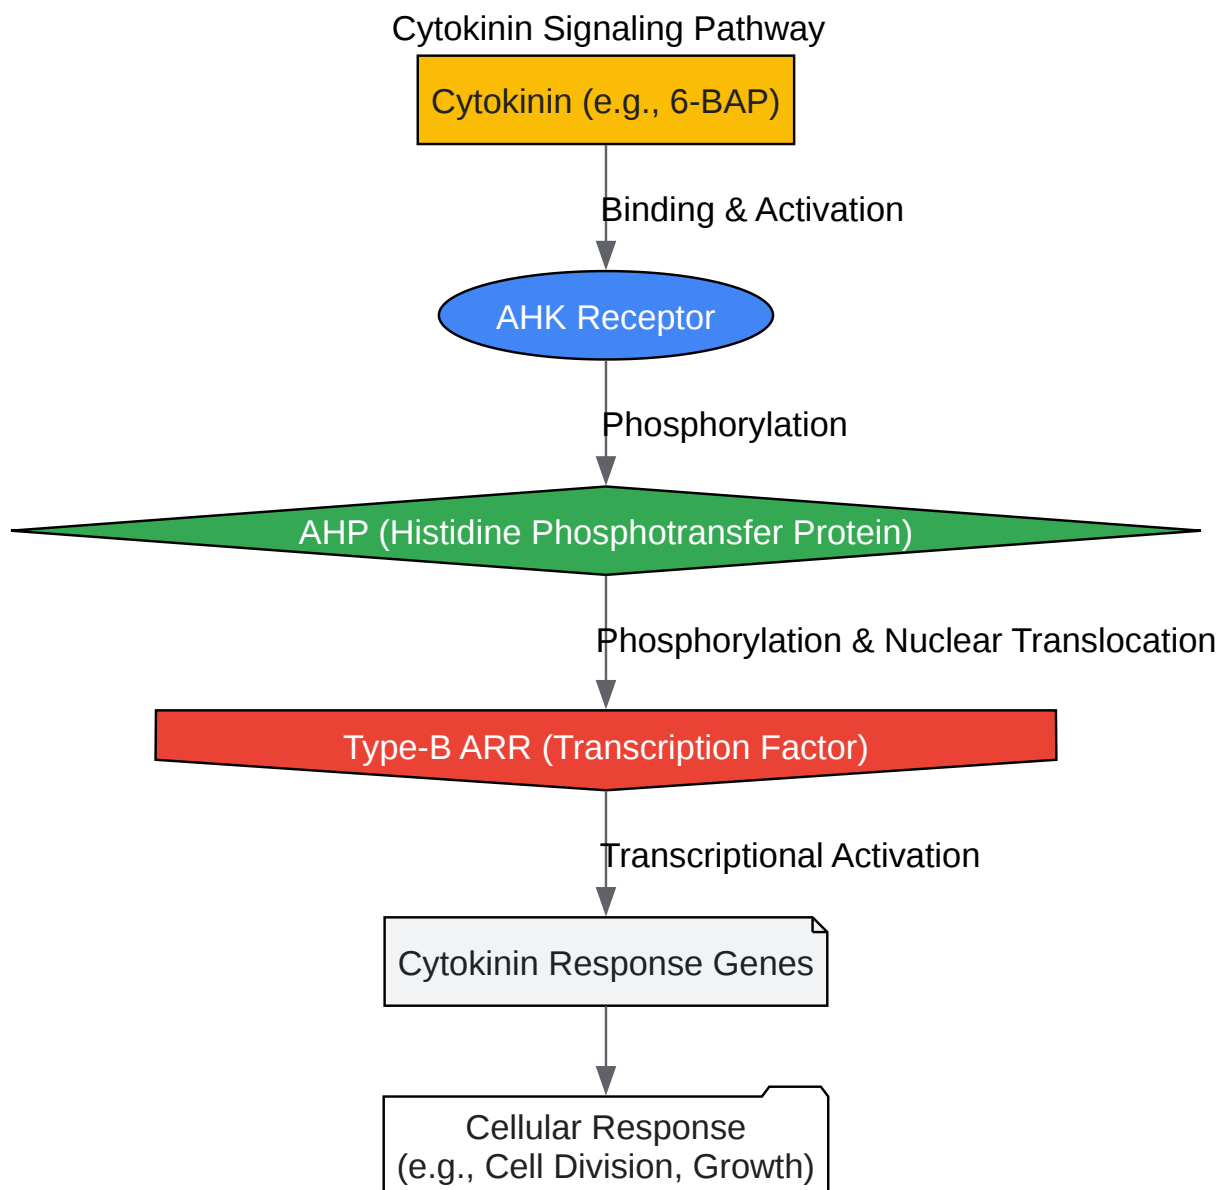 Cytokinin Signaling Pathway
Cytokinin (e.g., 6-BAP)
Binding & Activation
AHK Receptor
Phosphorylation
AHP (Histidine Phosphotransfer Protein)
Phosphorylation & Nuclear Translocation
Type-B ARR (Transcription Factor)
Transcriptional Activation
Cytokinin Response Genes
Cellular Response
(e.g., Cell Division, Growth)